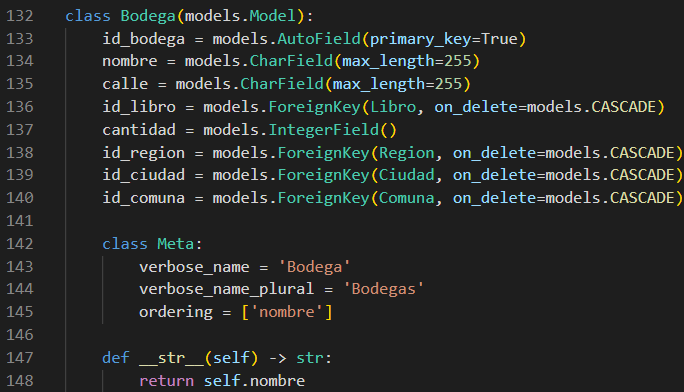 132 class Bodega(models.Model):
133     id_bodega = models.AutoField(primary_key=True)
134     nombre = models.CharField(max_length=255)
135     calle = models.CharField(max_length=255)
136     id_libro = models.ForeignKey(Libro, on_delete=models.CASCADE)
137     cantidad = models.IntegerField()
138     id_region = models.ForeignKey(Region, on_delete=models.CASCADE)
139     id_ciudad = models.ForeignKey(Ciudad, on_delete=models.CASCADE)
140     id_comuna = models.ForeignKey(Comuna, on_delete=models.CASCADE)
141
142     class Meta:
143         verbose_name = 'Bodega'
144         verbose_name_plural = 'Bodegas'
145         ordering = ['nombre']
146
147     def __str__(self) -> str:
148         return self.nombre